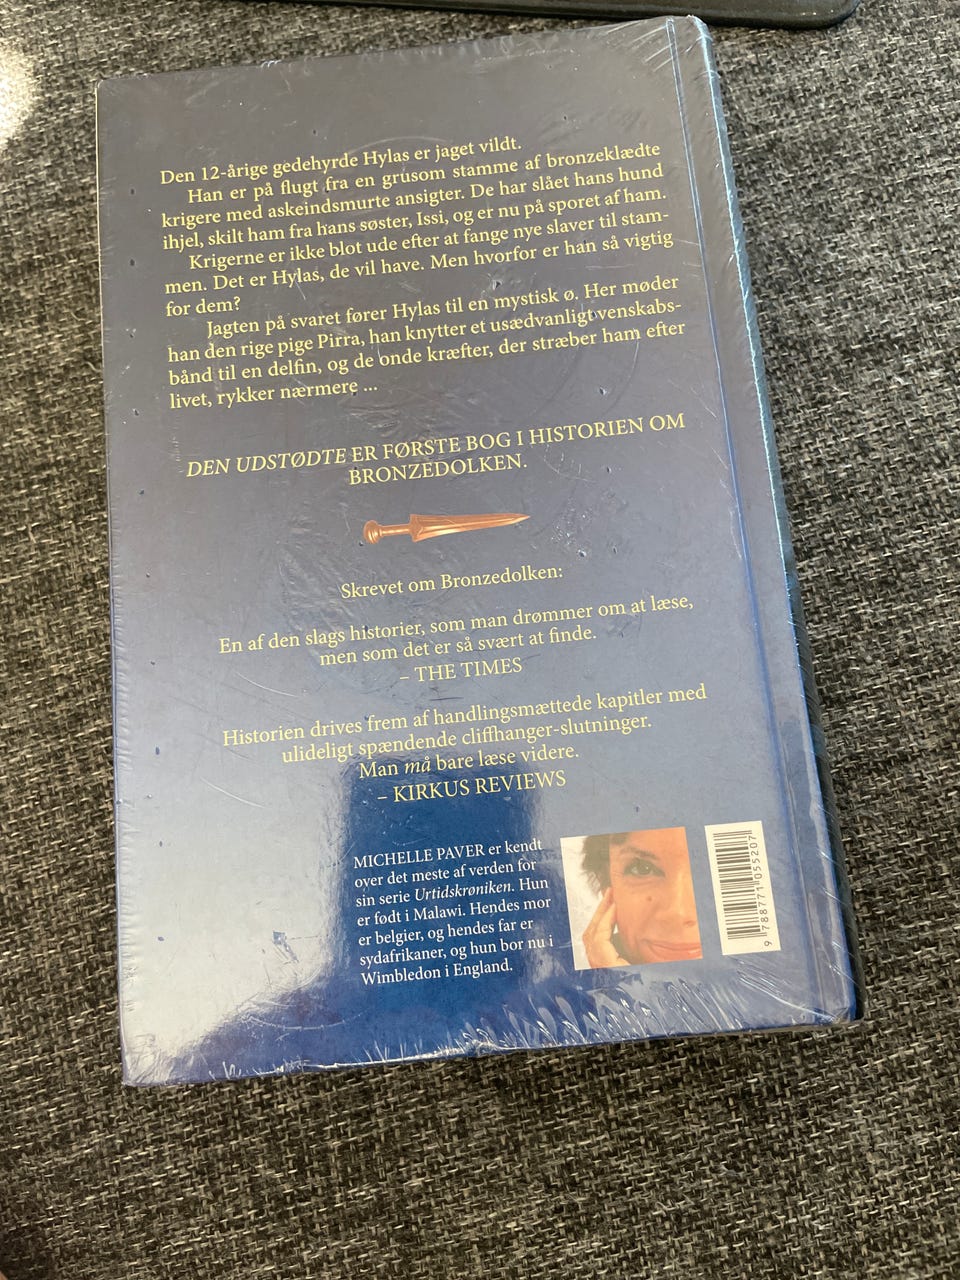 Den 12-årige gedehyrde Hylas er jaget vildt.
Han er på flugt fra en grusom stamme af bronzeklædte
krigere med askeindsmurte ansigter. De har slået hans hund
ihjel, skilt ham fra hans søster, Issi, og er nu på sporet af ham.
Krigerne er ikke blot ude efter at fange nye slaver til stam-
men. Det er Hylas, de vil have. Men hvorfor er han så vigtig
for dem?
Jagten på svaret fører Hylas til en mystisk ø. Her møder
han den rige pige Pirra, han knytter et usædvanligt venskabs-
bånd til en delfin, og de onde kræfter, der stræber ham efter
livet, rykker nærmere ...
DEN UDSTØDTE ER FØRSTE BOG I HISTORIEN OM
BRONZEDOLKEN.
Skrevet om Bronzedolken:
En af den slags historier, som man drømmer om at læse,
men som det er så svært at finde.
– THE TIMES
Historien drives frem af handlingsmættede kapitler med
ulideligt spændende cliffhanger-slutninger.
Man må bare læse videre.
– KIRKUS REVIEWS
MICHELLE PAVER er kendt
over det meste af verden for
sin serie Urtidskrøniken. Hun
er født i Malawi. Hendes mor
er belgier, og hendes far er
sydafrikaner, og hun bor nu i
Wimbledon i England.
9 788771 055207